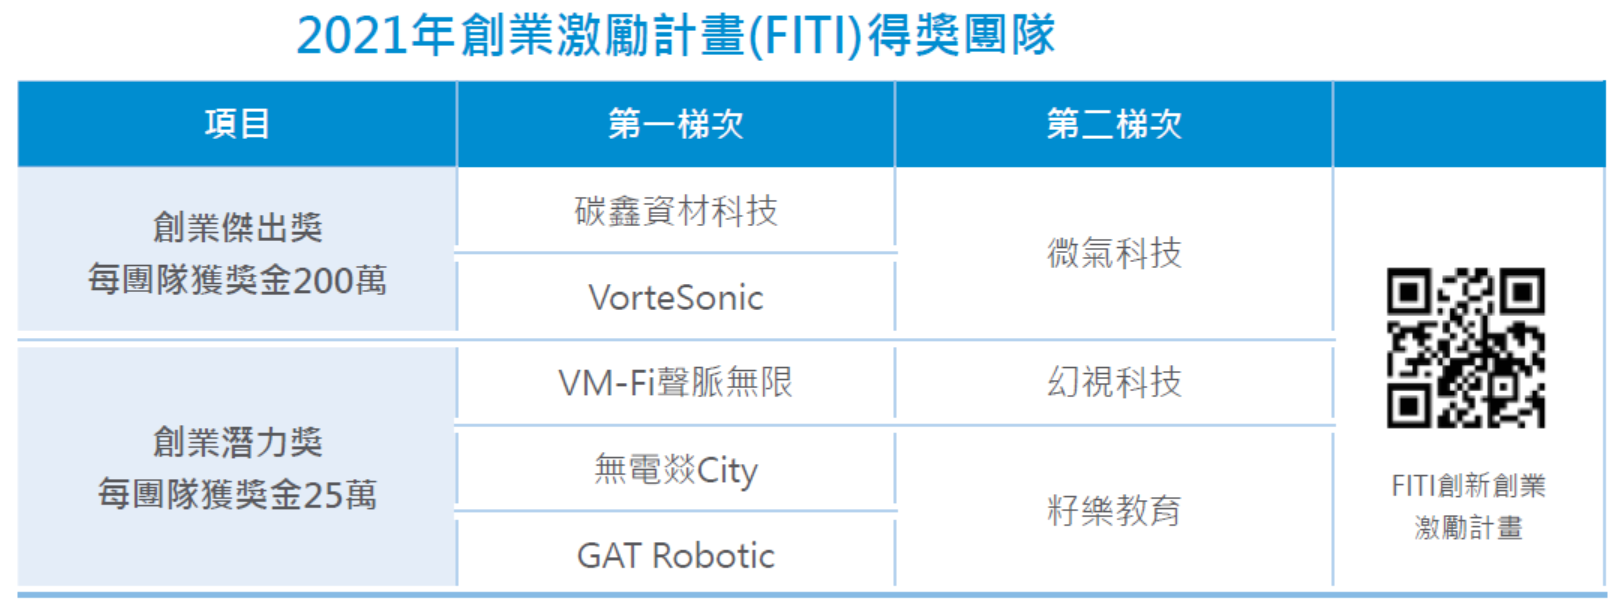 2021年創業激勵計畫(FITI)得獎團隊
項目
第一梯次
第二梯次
創業傑出獎
每團隊獲獎金200萬
碳鑫資材科技
VorteSonic
微氣科技
創業潛力獎
每團隊獲獎金25萬
VM-Fi聲脈無限
無電燚City
GAT Robotic
幻視科技
籽樂教育
FITI創新創業
激勵計畫